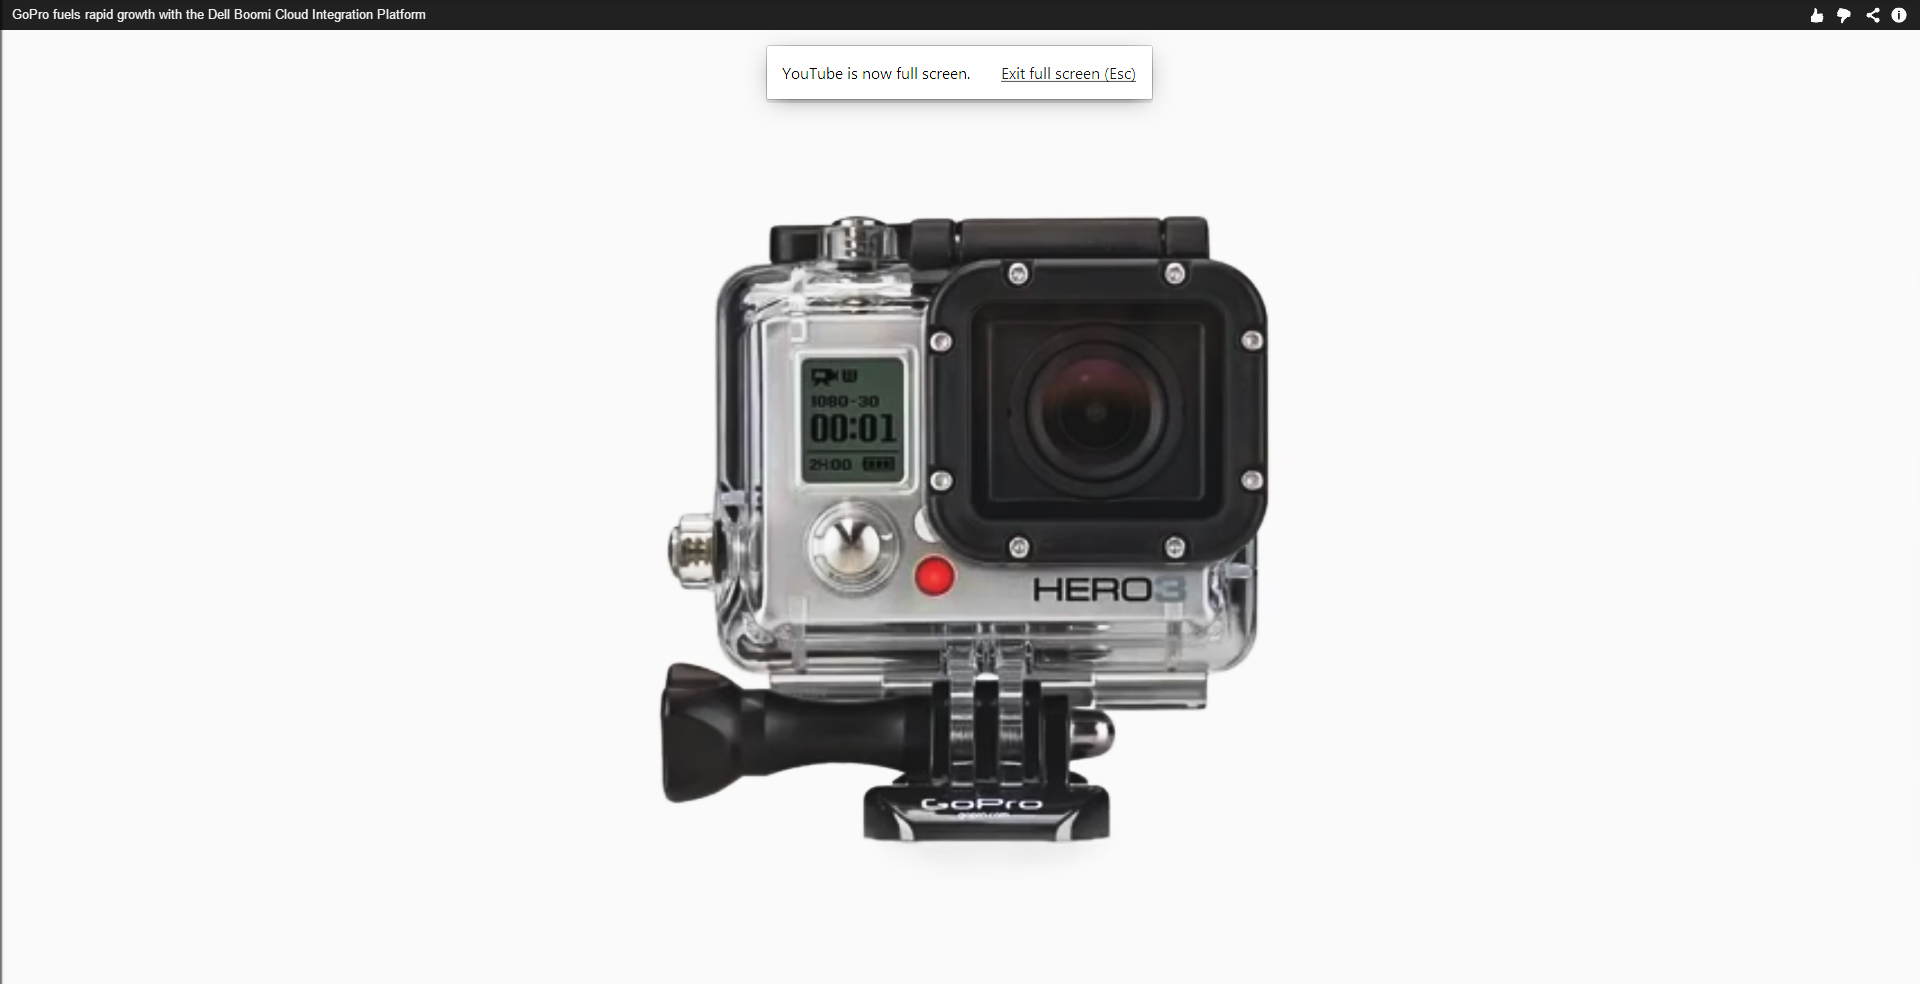 GoPro fuels rapid growth with the Dell Boomi Cloud Integration Platform
YouTube is now full screen. Exit full screen (Esc)
W
1080-30
00:01
2H:00
HERO3
GoPro
gopro.com